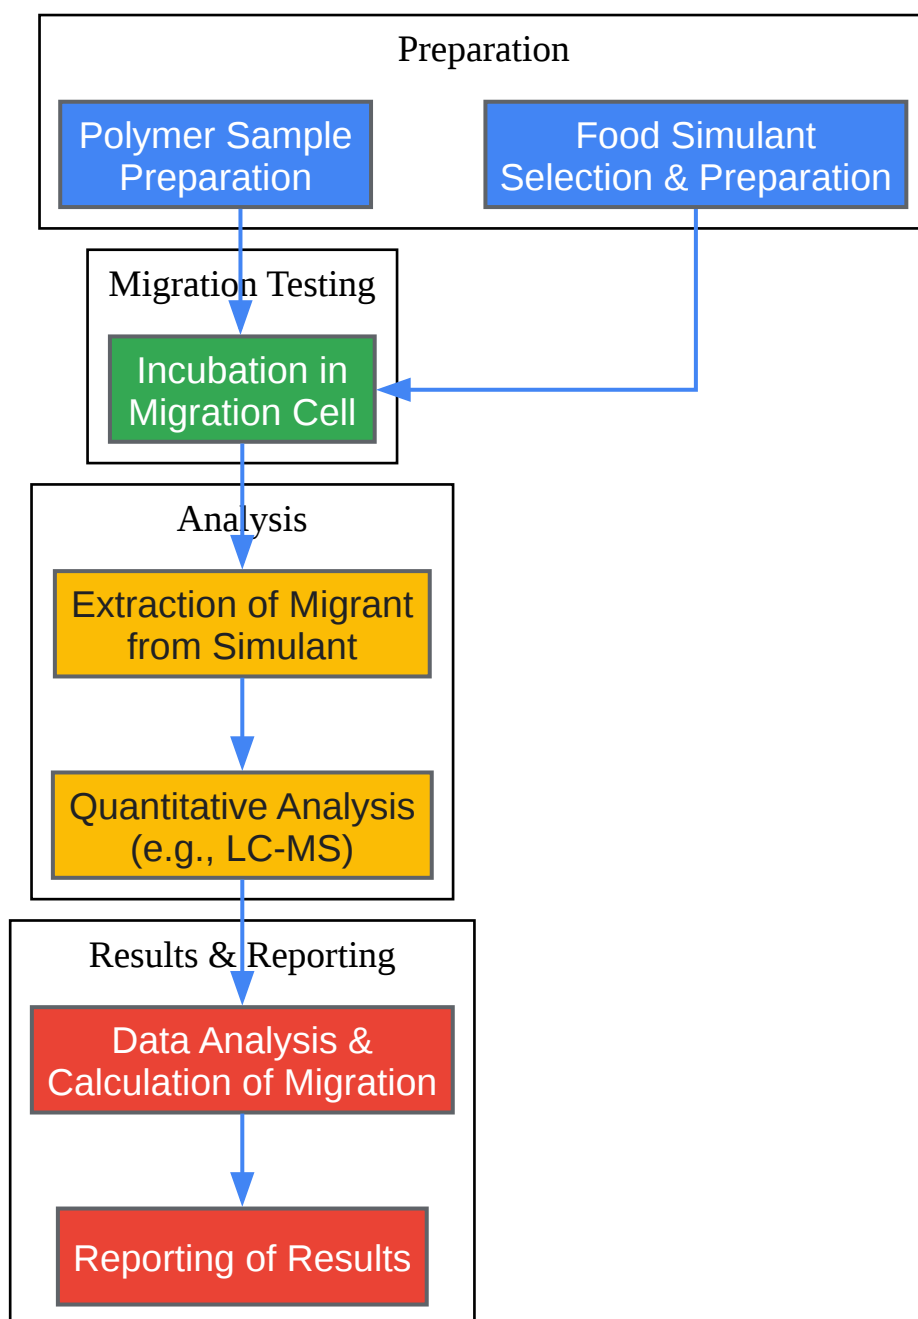 Preparation
Polymer Sample
Preparation
Food Simulant
Selection & Preparation
Migration Testing
Incubation in
Migration Cell
Analysis
Extraction of Migrant
from Simulant
Quantitative Analysis
(e.g., LC-MS)
Results & Reporting
Data Analysis &
Calculation of Migration
Reporting of Results